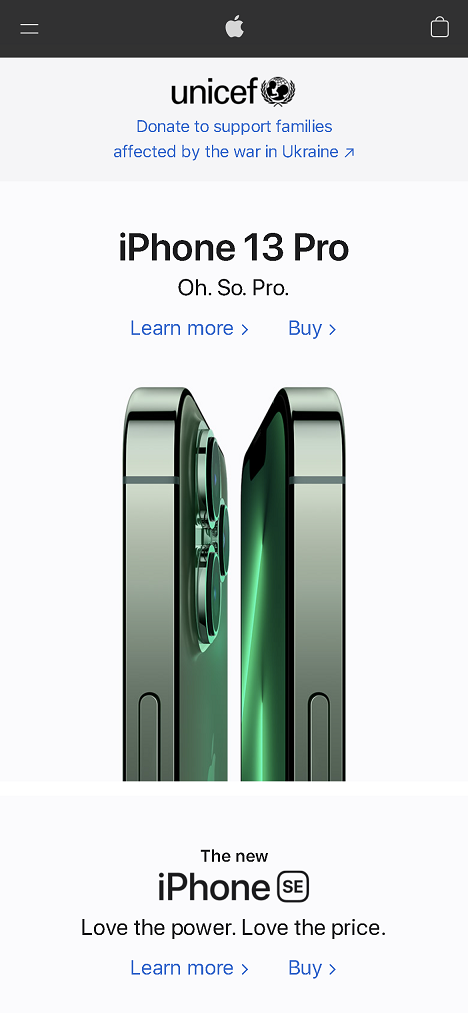 unicef
Donate to support families
affected by the war in Ukraine ↗
iPhone 13 Pro
Oh. So. Pro.
Learn more > Buy >
The new
iPhone SE
Love the power. Love the price.
Learn more > Buy >